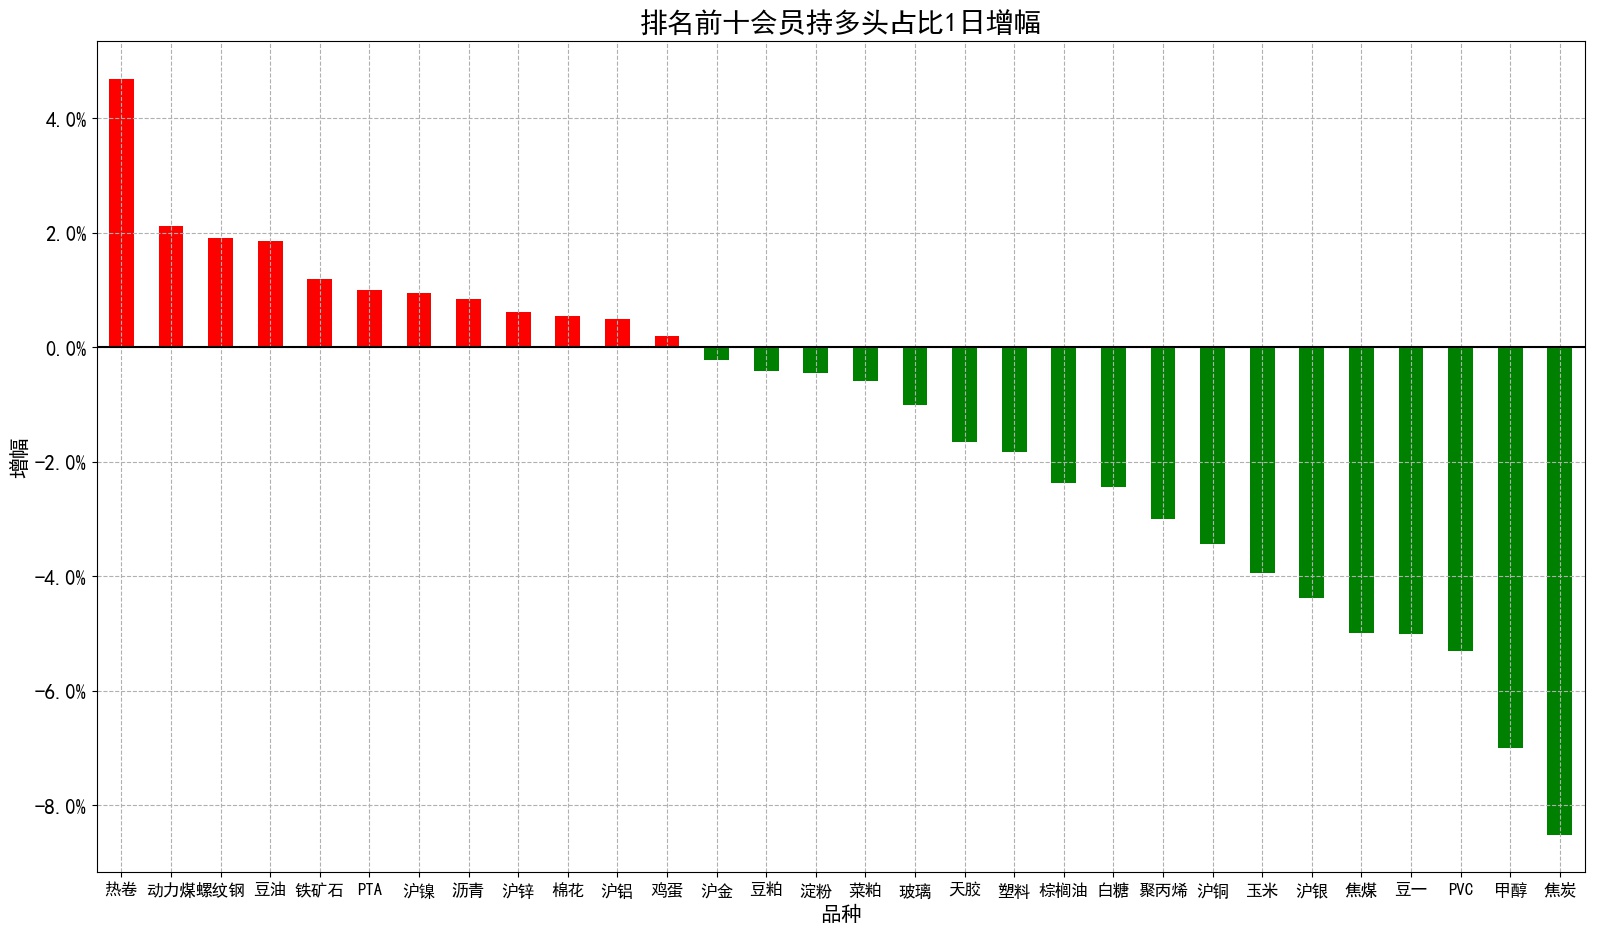 排名前十会员持多头占比1日增幅
增幅
4.0%
2.0%
0.0%
-2.0%
-4.0%
-6.0%
-8.0%
热卷 动力煤 螺纹钢 豆油 铁矿石 PTA 沪镍 沥青 沪锌 棉花 沪铝 鸡蛋 沪金 豆粕 淀粉 菜粕 玻璃 天胶 塑料 棕榈油 白糖 聚丙烯 沪铜 玉米 沪银 焦煤 豆一 PVC 甲醇 焦炭
品种